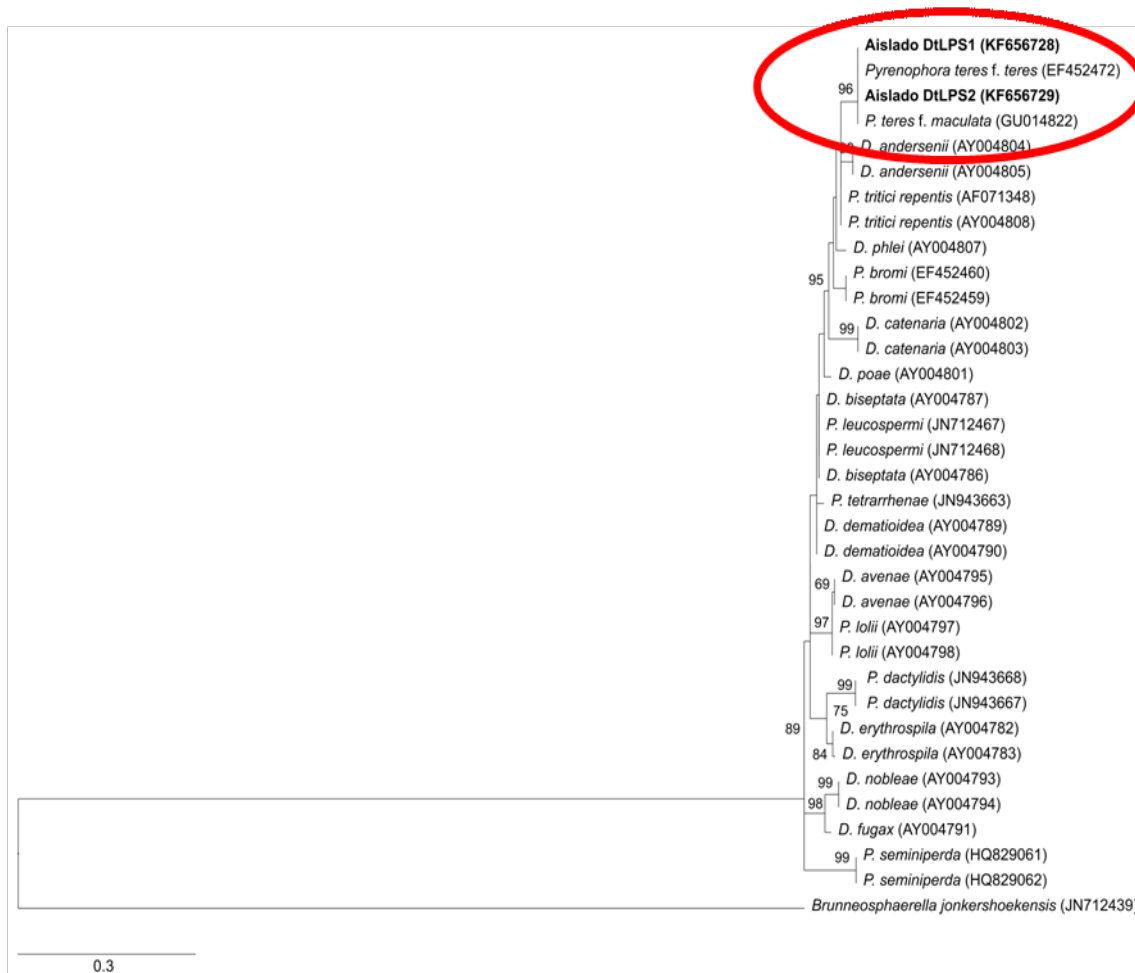 Aislado DtLPS1 (KF656728)
Pyrenophora teres f. teres (EF452472)
96
Aislado DtLPS2 (KF656729)
P. teres f. maculata (GU014822)
D. andersenii (AY004804)
D. andersenii (AY004805)
P. tritici repentis (AF071348)
P. tritici repentis (AY004808)
D. phlei (AY004807)
95
P. bromi (EF452460)
P. bromi (EF452459)
99 D. catenaria (AY004802)
D. catenaria (AY004803)
D. poae (AY004801)
D. biseptata (AY004787)
P. leucospermi (JN712467)
P. leucospermi (JN712468)
D. biseptata (AY004786)
P. tetrarrhenae (JN943663)
D. dematioidea (AY004789)
D. dematioidea (AY004790)
69 D. avenae (AY004795)
D. avenae (AY004796)
97 P. lolii (AY004797)
P. lolii (AY004798)
99 P. dactylidis (JN943668)
P. dactylidis (JN943667)
75
89
D. erythrospila (AY004782)
84 D. erythrospila (AY004783)
99 D. nobleae (AY004793)
98 D. nobleae (AY004794)
D. fugax (AY004791)
99 P. seminiperda (HQ829061)
P. seminiperda (HQ829062)
Brunneosphaerella jonkershoekensis (JN712439)
0.3